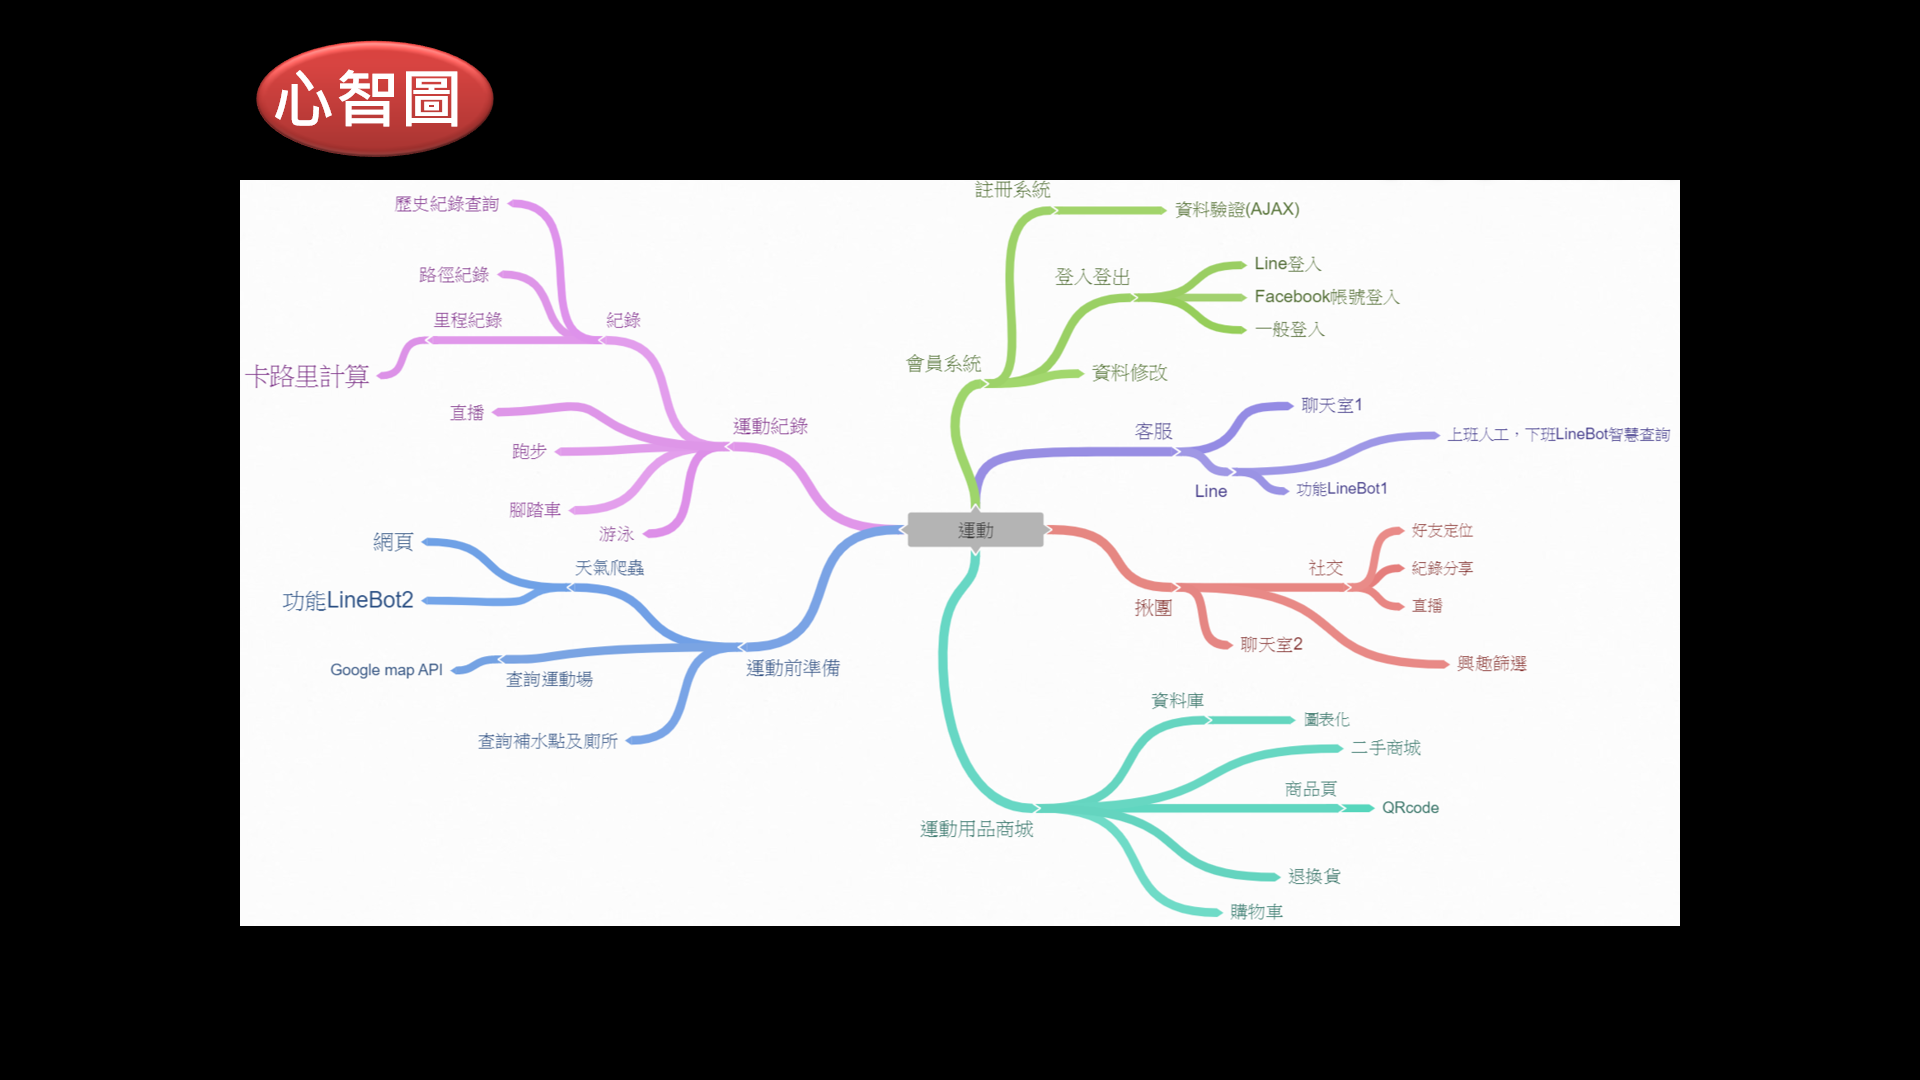 心智圖
註冊系統
資料驗證(AJAX)
登入登出
Line登入
Facebook帳號登入
一般登入
會員系統
資料修改
客服
聊天室1
上班人工，下班LineBot智慧查詢
Line
功能LineBot1
運動
揪團
社交
好友定位
紀錄分享
直播
聊天室2
興趣篩選
運動用品商城
資料庫
圖表化
二手商城
商品頁
QRcode
退換貨
購物車
運動紀錄
紀錄
歷史紀錄查詢
路徑紀錄
里程紀錄
卡路里計算
直播
跑步
腳踏車
游泳
運動前準備
天氣爬蟲
網頁
功能LineBot2
查詢運動場
Google map API
查詢補水點及廁所